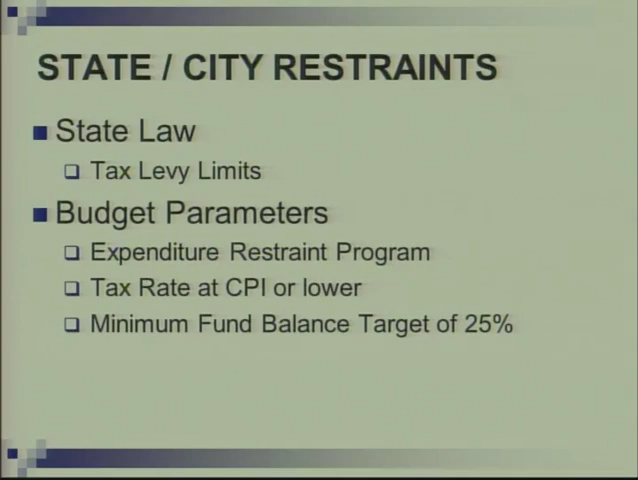 STATE / CITY RESTRAINTS
State Law
Tax Levy Limits
Budget Parameters
Expenditure Restraint Program
Tax Rate at CPI or lower
Minimum Fund Balance Target of 25%